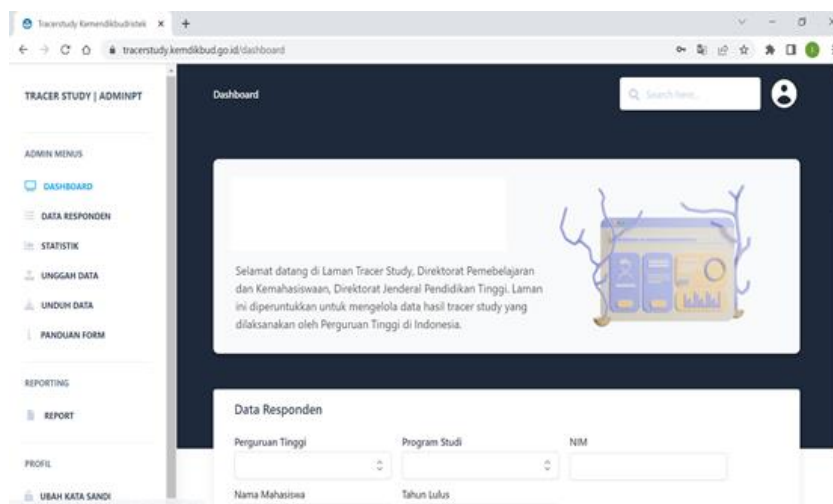 Tracerstudy Kemendikbudristek
tracerstudy.kemdikbud.go.id/dashboard
TRACER STUDY | ADMINPT
Dashboard
Search here...
ADMIN MENUS
DASHBOARD
DATA RESPONDEN
STATISTIK
UNGGAH DATA
UNDUH DATA
PANDUAN FORM
REPORTING
REPORT
PROFIL
UBAH KATA SANDI
Selamat datang di Laman Tracer Study, Direktorat Pemebelajaran
dan Kemahasiswaan, Direktorat Jenderal Pendidikan Tinggi. Laman
ini diperuntukkan untuk mengelola data hasil tracer study yang
dilaksanakan oleh Perguruan Tinggi di Indonesia.
Data Responden
Perguruan Tinggi
Program Studi
NIM
Nama Mahasiswa
Tahun Lulus